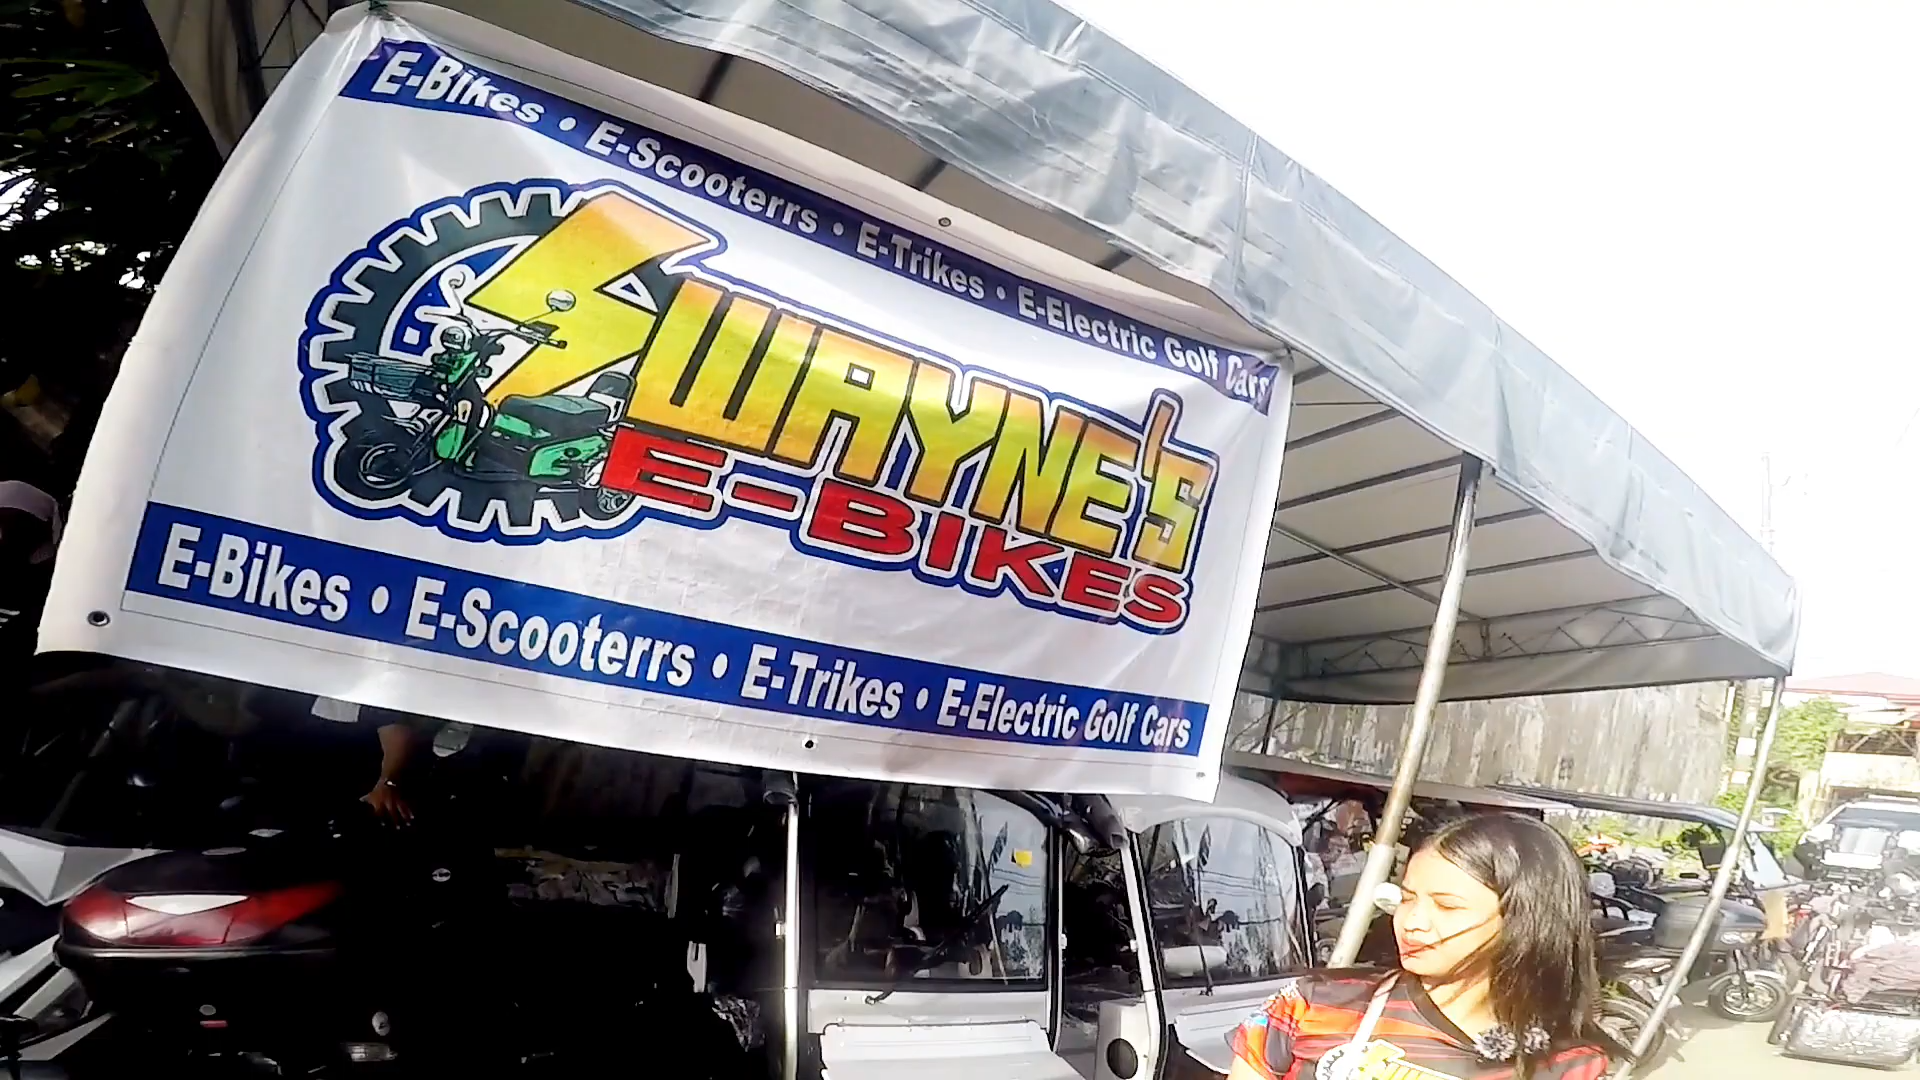 E-Bikes • E-Scooterrs • E-Trikes • E-Electric Golf Cars
SWAYNE'S
E-BIKES
E-Bikes • E-Scooterrs • E-Trikes • E-Electric Golf Cars